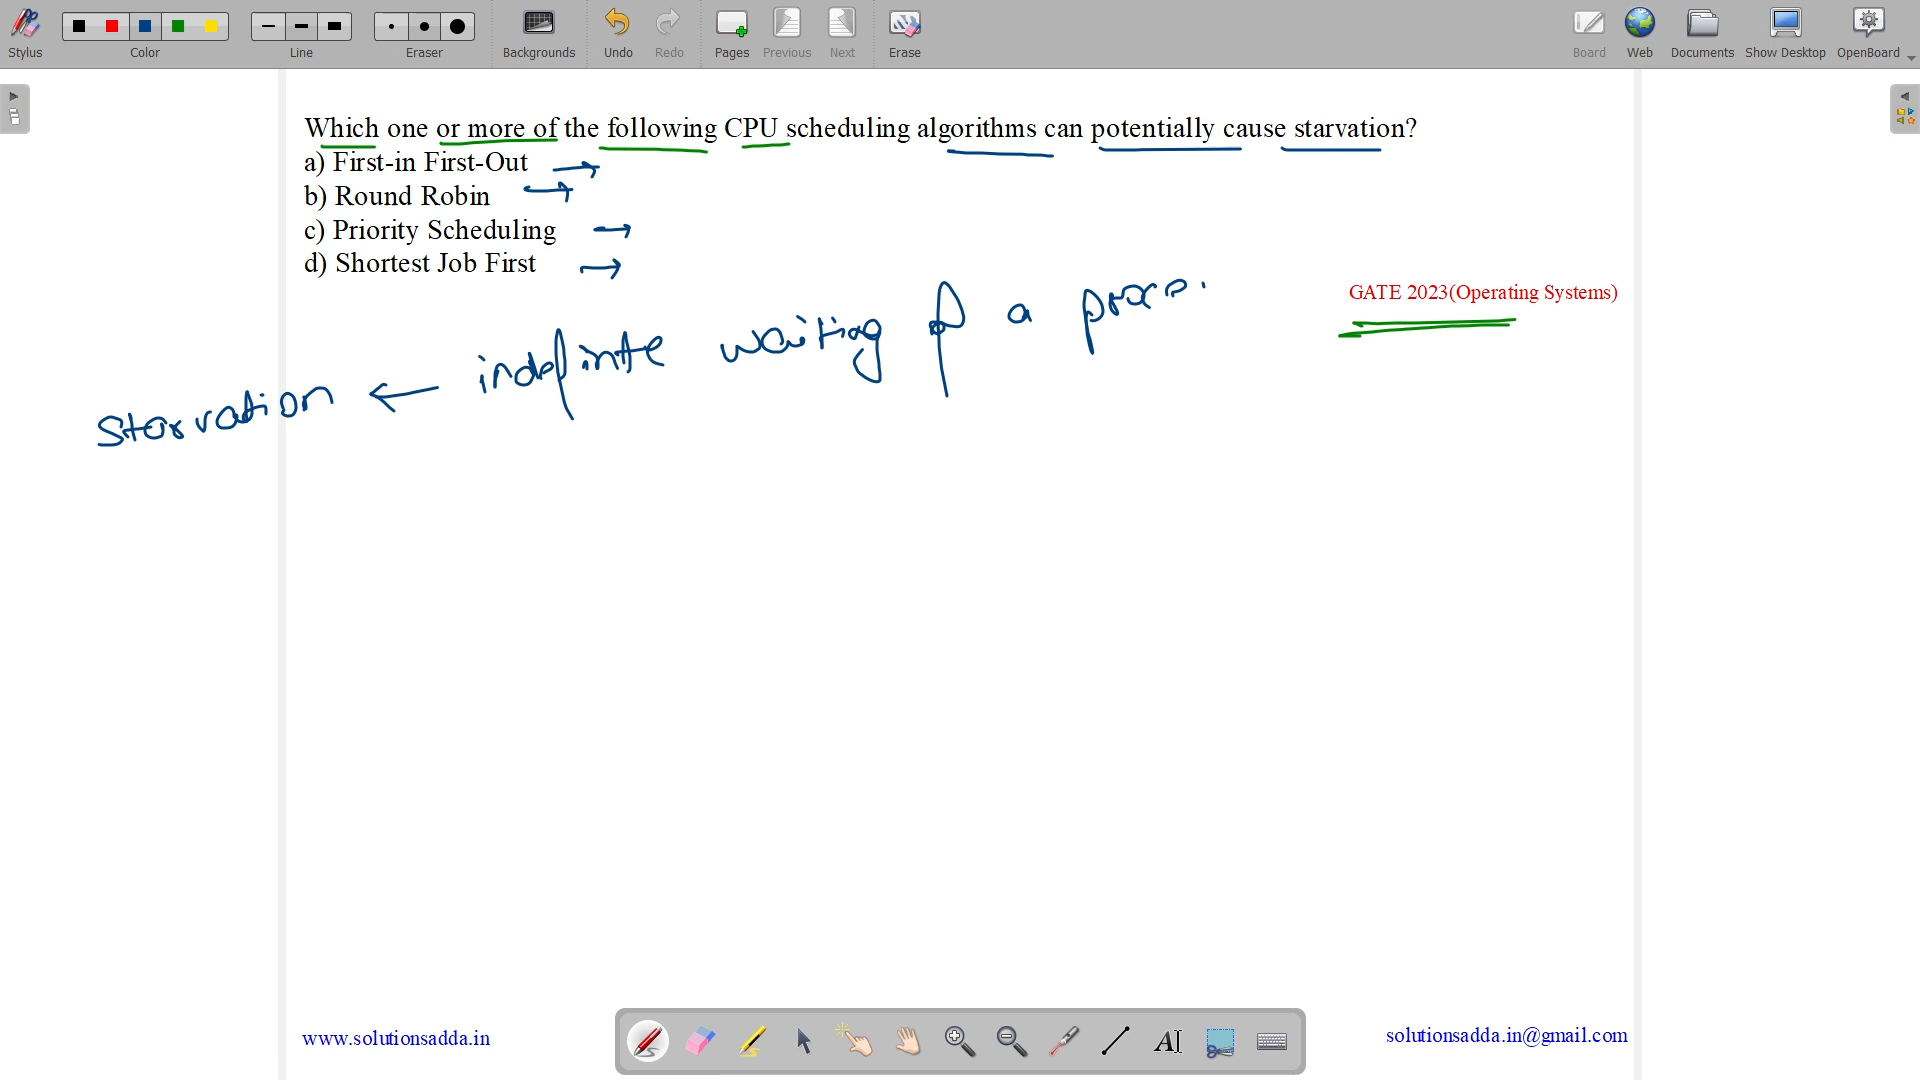 Stylus Color Line Eraser Backgrounds Undo Redo Pages Previous Next Erase Board Web Documents Show Desktop OpenBoard
Which one or more of the following CPU scheduling algorithms can potentially cause starvation?
a) First-in First-Out
b) Round Robin
c) Priority Scheduling
d) Shortest Job First
GATE 2023(Operating Systems)
starvation ← indefinte waiting of a
www.solutionsadda.in
solutionsadda.in@gmail.com